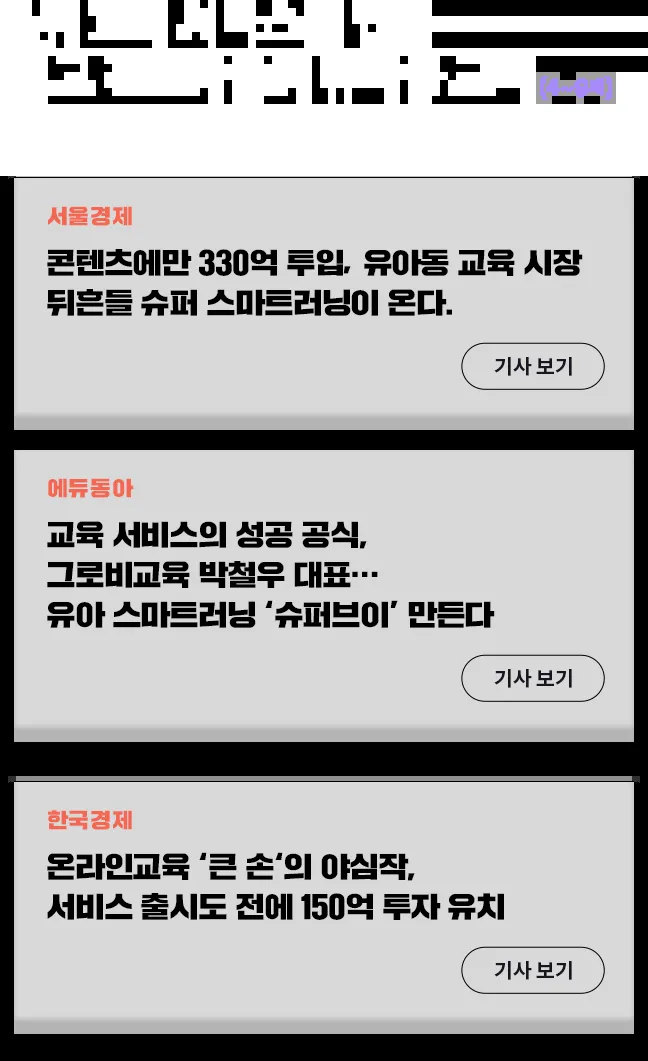 서울경제
콘텐츠에만 330억 투입, 유아동 교육 시장
뒤흔들 슈퍼 스마트러닝이 온다.
기사 보기
에듀동아
교육 서비스의 성공 공식,
그로비교육 박철우 대표…
유아 스마트러닝 ‘슈퍼브이’ 만든다
기사 보기
한국경제
온라인교육 ‘큰 손‘의 야심작,
서비스 출시도 전에 150억 투자 유치
기사 보기